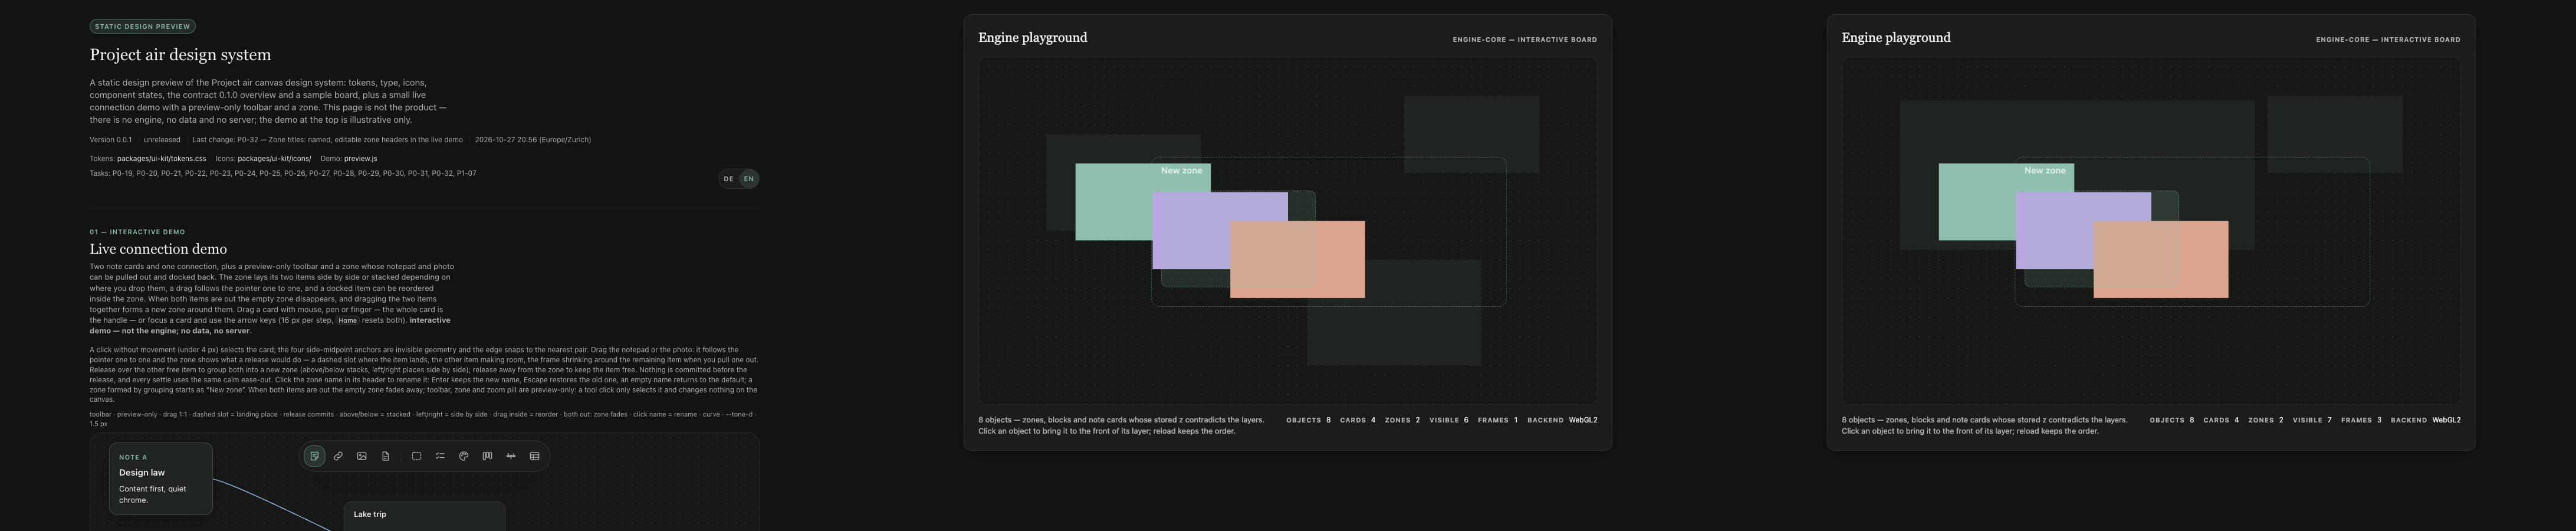 STATIC DESIGN PREVIEW
Project air design system
A static design preview of the Project air canvas design system: tokens, type, icons,
component states, the contract 0.1.0 overview and a sample board, plus a small live
connection demo with a preview-only toolbar and a zone. This page is not the product —
there is no engine, no data and no server; the demo at the top is illustrative only.
Version 0.0.1 unreleased Last change: P0-32 — Zone titles: named, editable zone headers in the live demo 2026-10-27 20:56 (Europe/Zurich)
Tokens: packages/ui-kit/tokens.css Icons: packages/ui-kit/icons/ Demo: preview.js
Tasks: P0-19, P0-20, P0-21, P0-22, P0-23, P0-24, P0-25, P0-26, P0-27, P0-28, P0-29, P0-30, P0-31, P0-32, P1-07
DE EN
01 — INTERACTIVE DEMO
Live connection demo
Two note cards and one connection, plus a preview-only toolbar and a zone whose notepad and photo
can be pulled out and docked back. The zone lays its two items side by side or stacked depending on
where you drop them, a drag follows the pointer one to one, and a docked item can be reordered
inside the zone. When both items are out the empty zone disappears, and dragging the two items
together forms a new zone around them. Drag a card with mouse, pen or finger — the whole card is
the handle — or focus a card and use the arrow keys (16 px per step, Home resets both). interactive
demo — not the engine; no data, no server.
A click without movement (under 4 px) selects the card; the four side-midpoint anchors are invisible geometry and the edge snaps to the nearest pair. Drag the notepad or the photo: it follows the
pointer one to one and the zone shows what a release would do — a dashed slot where the item lands, the other item making room, the frame shrinking around the remaining item when you pull one out.
Release over the other free item to group both into a new zone (above/below stacks, left/right places side by side); release away from the zone to keep the item free. Nothing is committed before the
release, and every settle uses the same calm ease-out. Click the zone name in its header to rename it: Enter keeps the new name, Escape restores the old one, an empty name returns to the default; a
zone formed by grouping starts as “New zone”. When both items are out the empty zone fades away; toolbar, zone and zoom pill are preview-only: a tool click only selects it and changes nothing on the
canvas.
toolbar · preview-only · drag 1:1 · dashed slot = landing place · release commits · above/below = stacked · left/right = side by side · drag inside = reorder · both out: zone fades · click name = rename · curve · --tone-d ·
1.5 px
NOTE A
Design law
Content first, quiet
chrome.
Lake trip
Engine playground
ENGINE-CORE — INTERACTIVE BOARD
New zone
8 objects — zones, blocks and note cards whose stored z contradicts the layers.
Click an object to bring it to the front of its layer; reload keeps the order.
OBJECTS 8 CARDS 4 ZONES 2 VISIBLE 6 FRAMES 1 BACKEND WebGL2
Engine playground
ENGINE-CORE — INTERACTIVE BOARD
New zone
8 objects — zones, blocks and note cards whose stored z contradicts the layers.
Click an object to bring it to the front of its layer; reload keeps the order.
OBJECTS 8 CARDS 4 ZONES 2 VISIBLE 7 FRAMES 3 BACKEND WebGL2